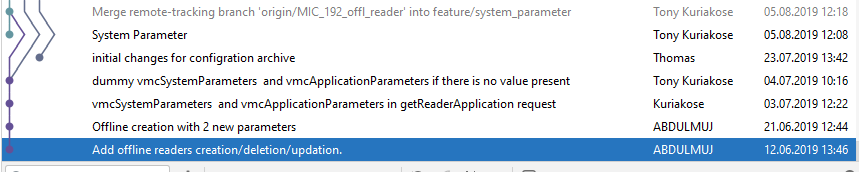 Merge remote-tracking branch 'origin/MIC_192_offl_reader' into feature/system_parameter Tony Kuriakose 05.08.2019 12:18
System Parameter Tony Kuriakose 05.08.2019 12:08
initial changes for configration archive Thomas 23.07.2019 13:42
dummy vmcSystemParameters and vmcApplicationParameters if there is no value present Tony Kuriakose 04.07.2019 10:16
vmcSystemParameters and vmcApplicationParameters in getReaderApplication request Kuriakose 03.07.2019 12:22
Offline creation with 2 new parameters ABDULMUJ 21.06.2019 12:44
Add offline readers creation/deletion/updation. ABDULMUJ 12.06.2019 13:46